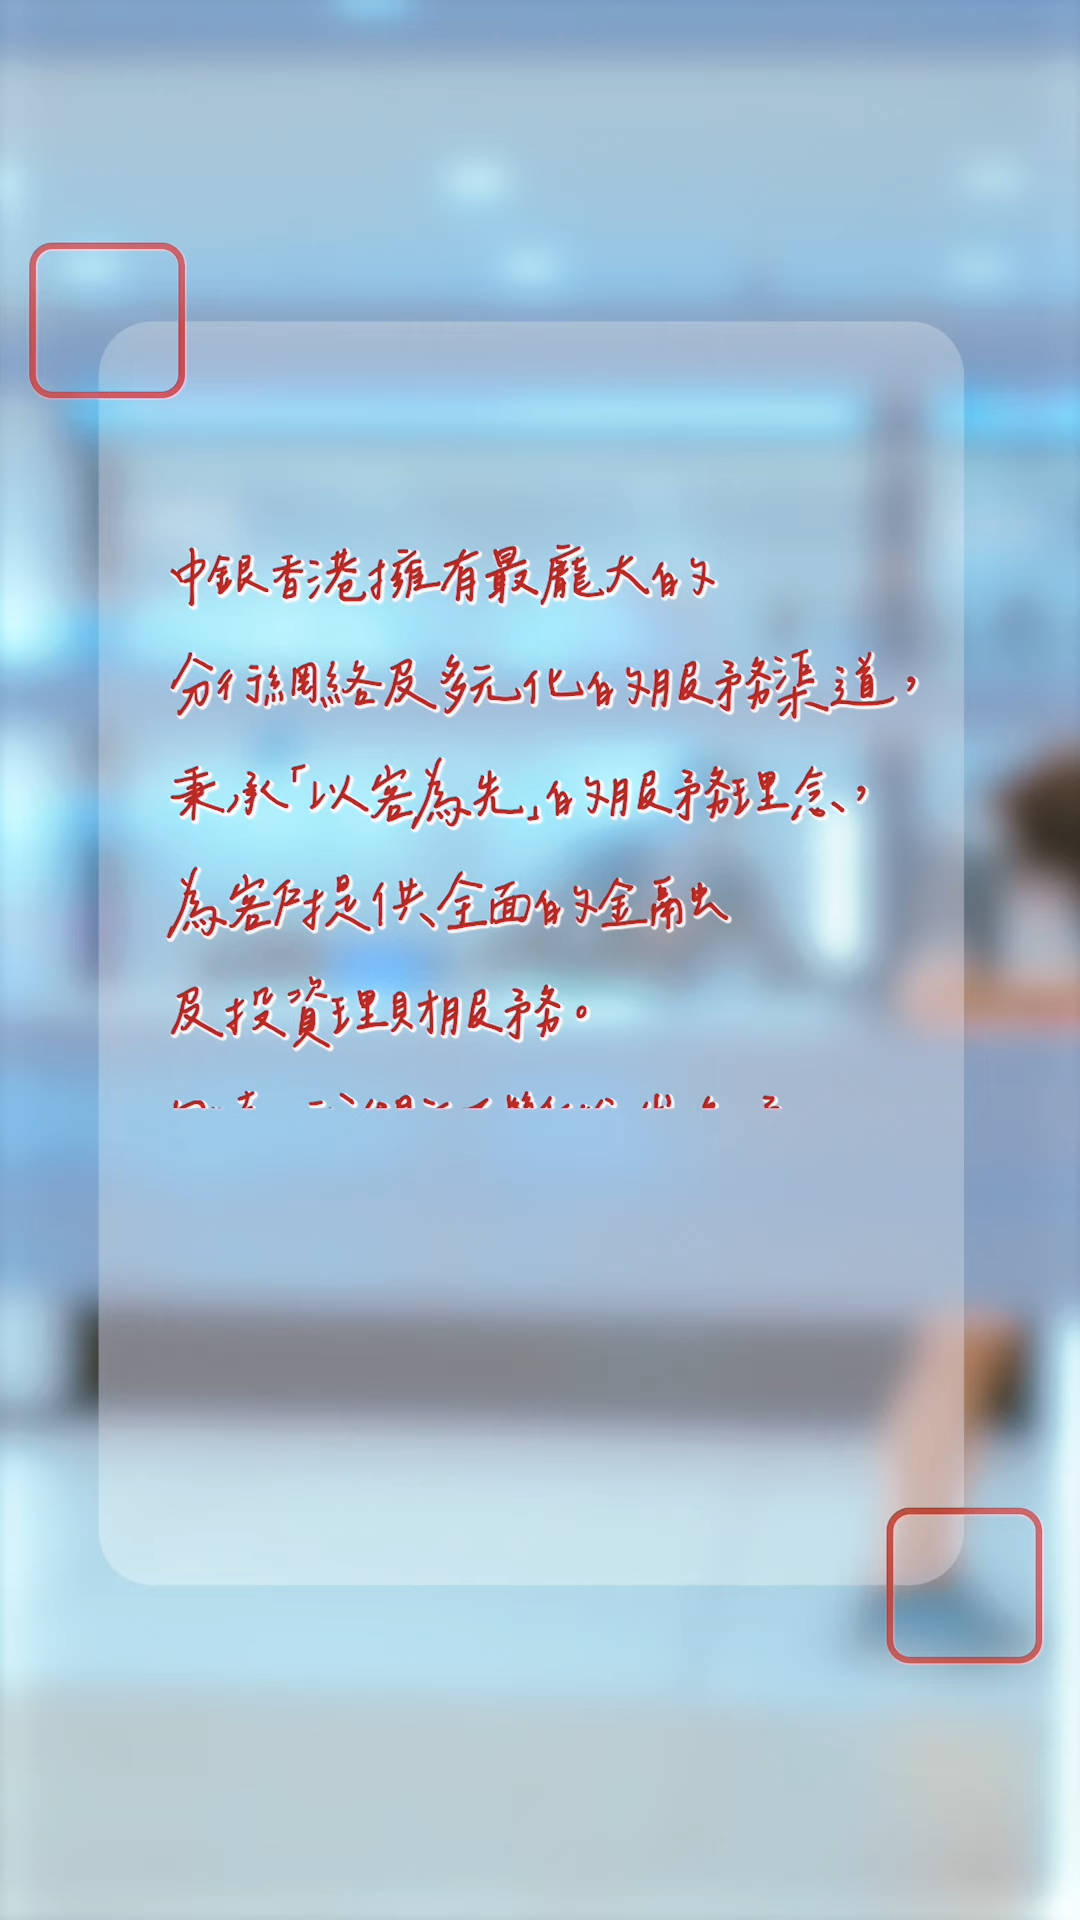 中銀香港擁有最龐大的
分行網絡及多元化的服務渠道，
秉承「以客為先」的服務理念，
為客戶提供全面的金融
及投資理財服務。